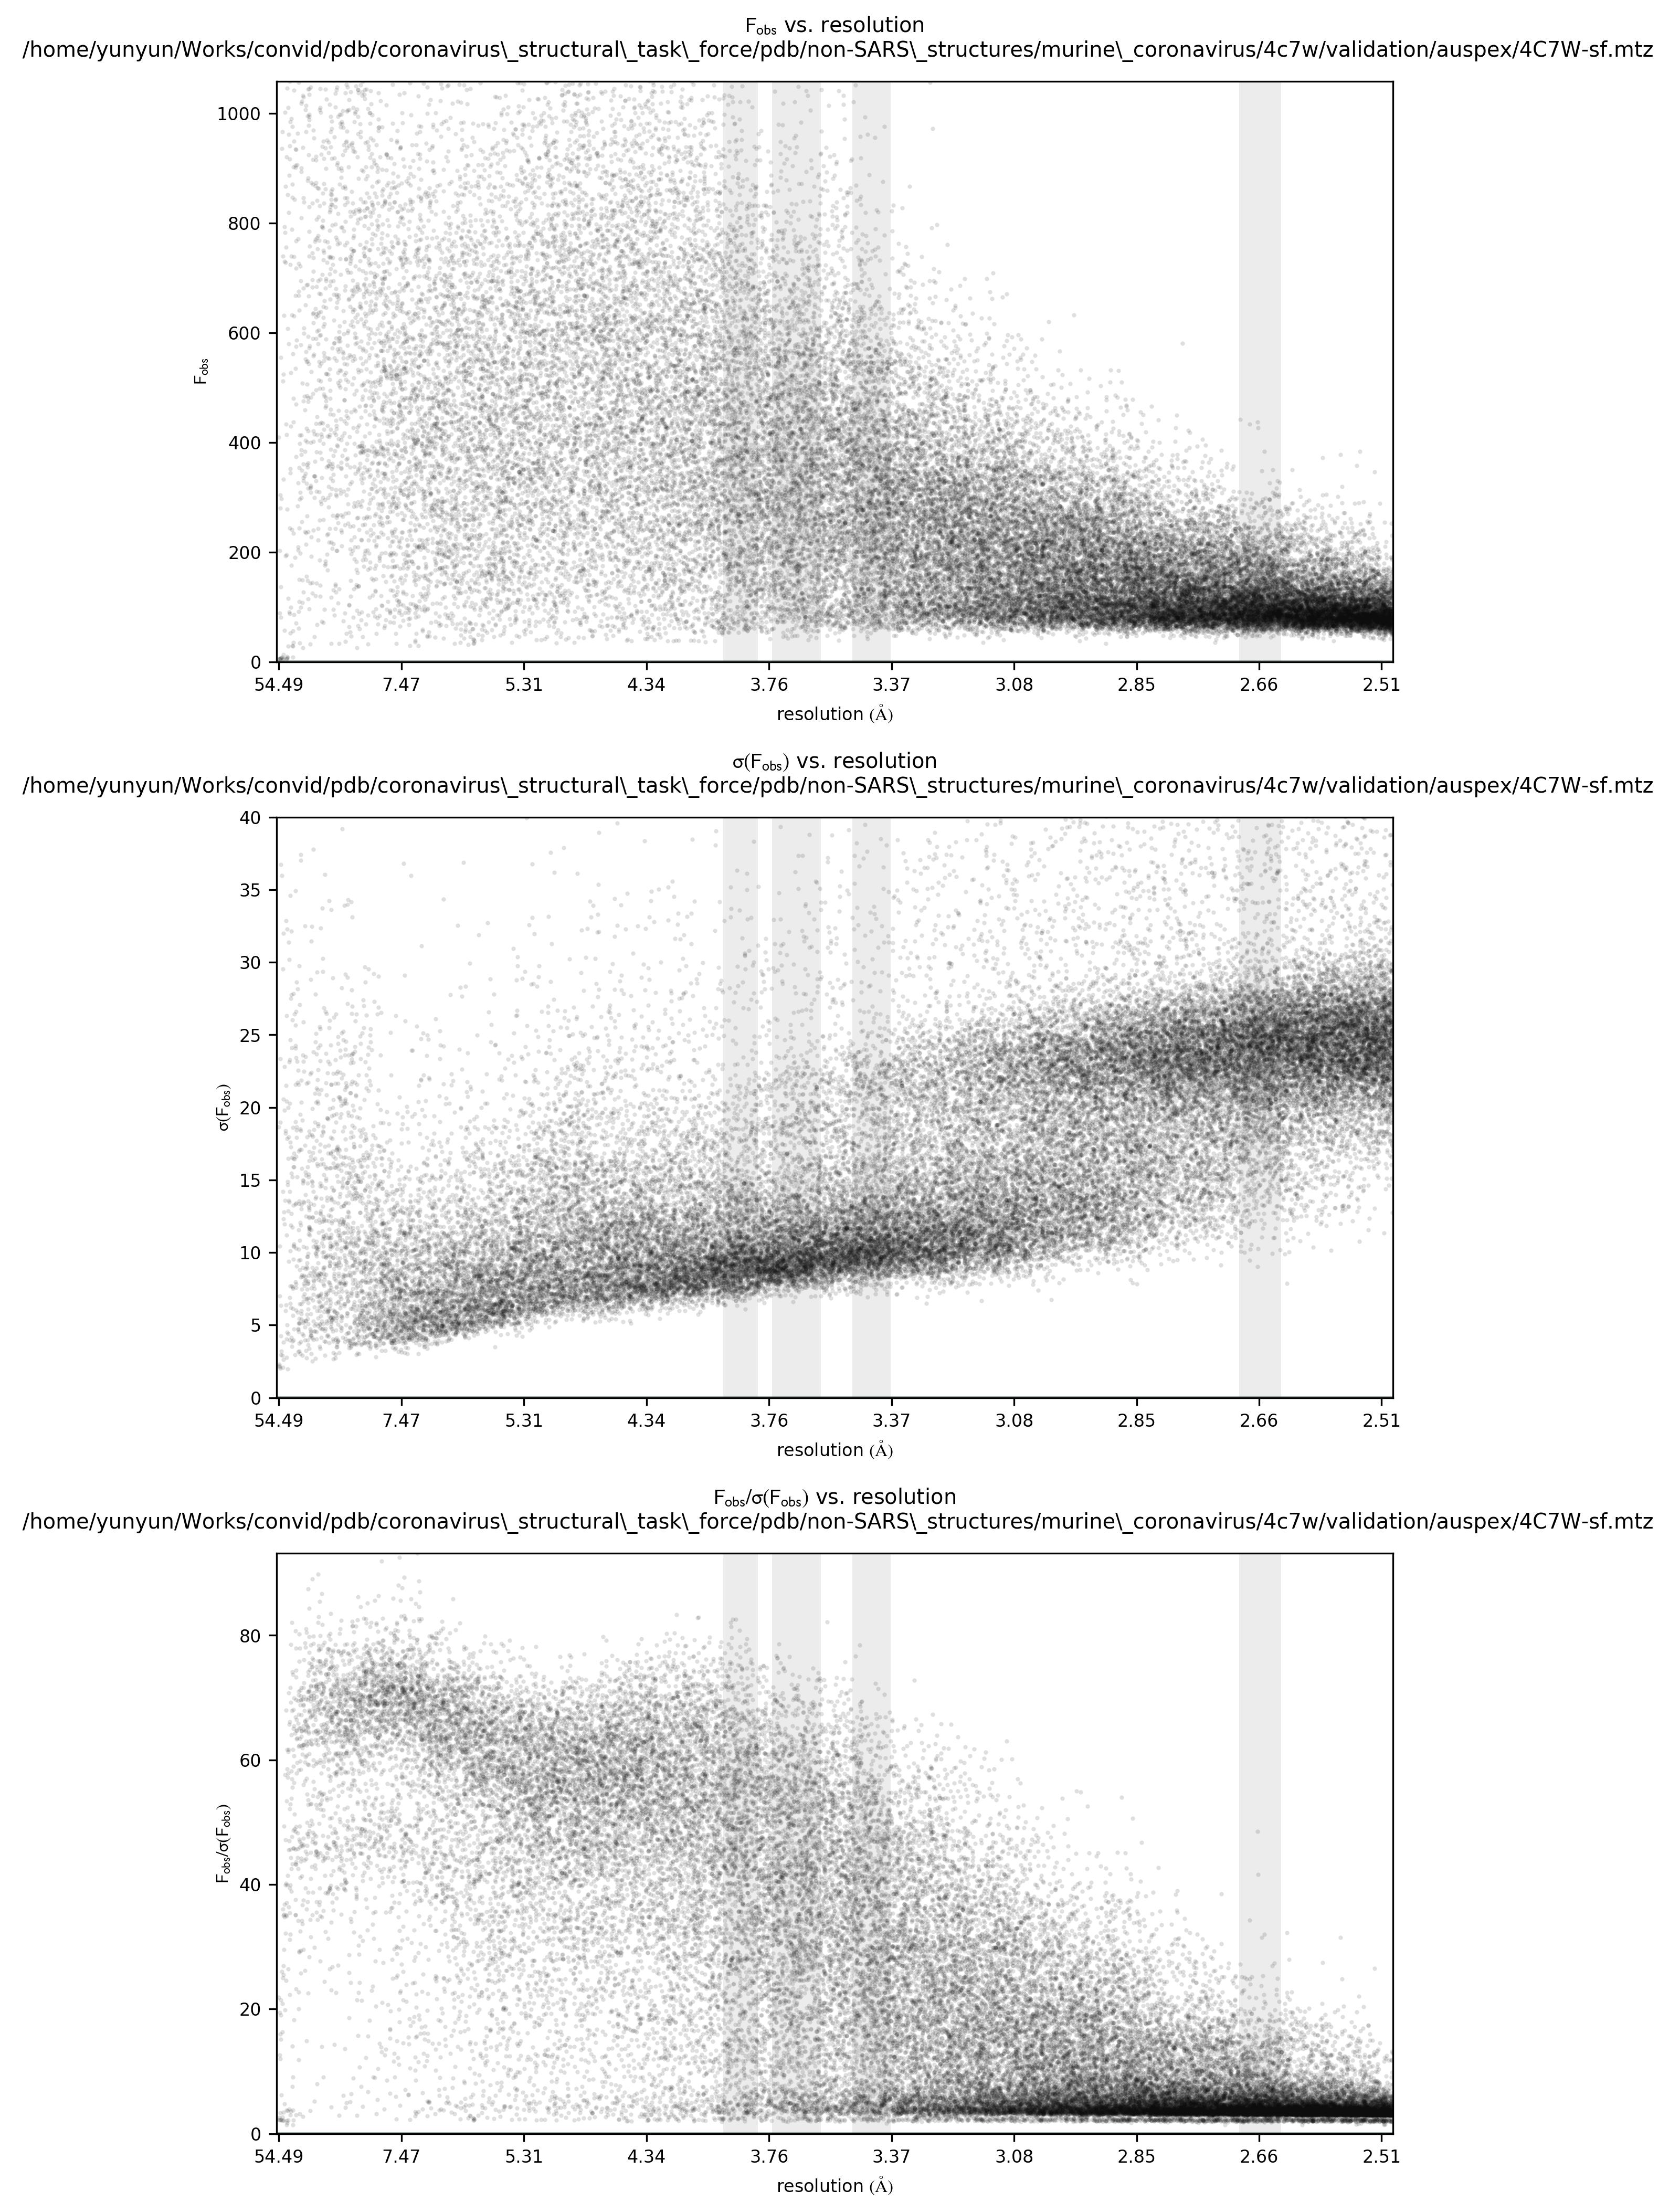 Fobs vs. resolution
/home/yunyun/Works/convid/pdb/coronavirus\_structural\_task\_force/pdb/non-SARS\_structures/murine\_coronavirus/4c7w/validation/auspex/4C7W-sf.mtz
1000
800
600
400
200
0
Fobs
54.49 7.47 5.31 4.34 3.76 3.37 3.08 2.85 2.66 2.51
resolution (Å)
σ(Fobs) vs. resolution
/home/yunyun/Works/convid/pdb/coronavirus\_structural\_task\_force/pdb/non-SARS\_structures/murine\_coronavirus/4c7w/validation/auspex/4C7W-sf.mtz
40
35
30
25
20
15
10
5
0
σ(Fobs)
54.49 7.47 5.31 4.34 3.76 3.37 3.08 2.85 2.66 2.51
resolution (Å)
Fobs/σ(Fobs) vs. resolution
/home/yunyun/Works/convid/pdb/coronavirus\_structural\_task\_force/pdb/non-SARS\_structures/murine\_coronavirus/4c7w/validation/auspex/4C7W-sf.mtz
80
60
40
20
0
Fobs/σ(Fobs)
54.49 7.47 5.31 4.34 3.76 3.37 3.08 2.85 2.66 2.51
resolution (Å)